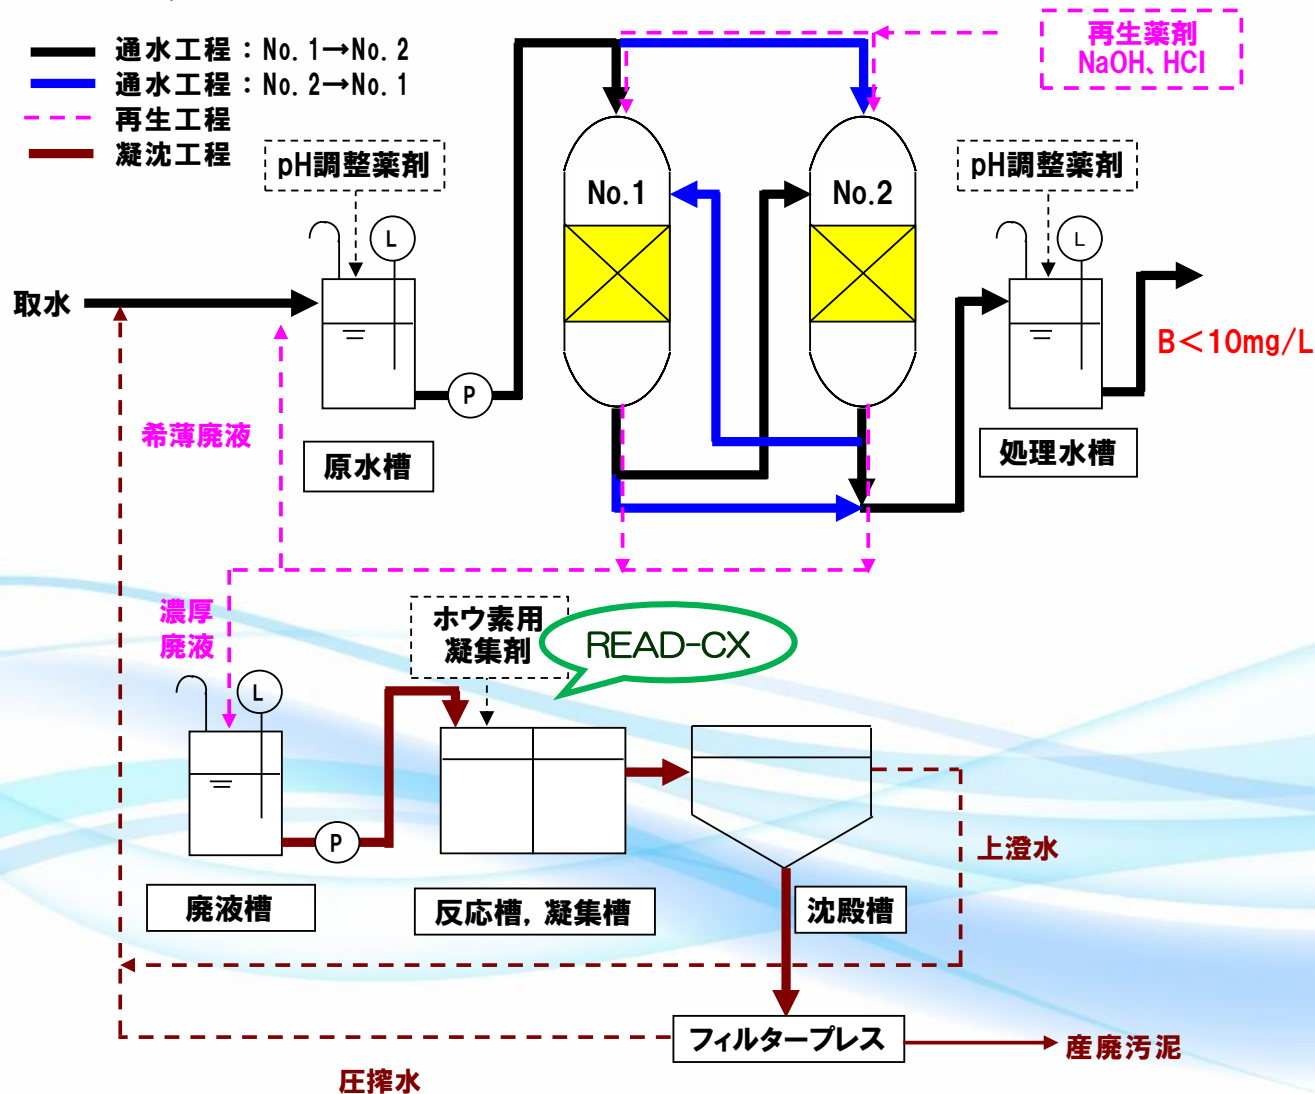 通水工程：No. 1→No. 2
通水工程：No. 2→No. 1
再生工程
凝沈工程
再生薬剤
NaOH、HCl
pH調整薬剤
pH調整薬剤
L
L
No.1
No.2
取水
P
B＜10mg/L
希薄廃液
原水槽
処理水槽
濃厚
廃液
ホウ素用
凝集剤
READ-CX
L
P
上澄水
廃液槽
反応槽，凝集槽
沈殿槽
フィルタープレス
産廃汚泥
圧搾水